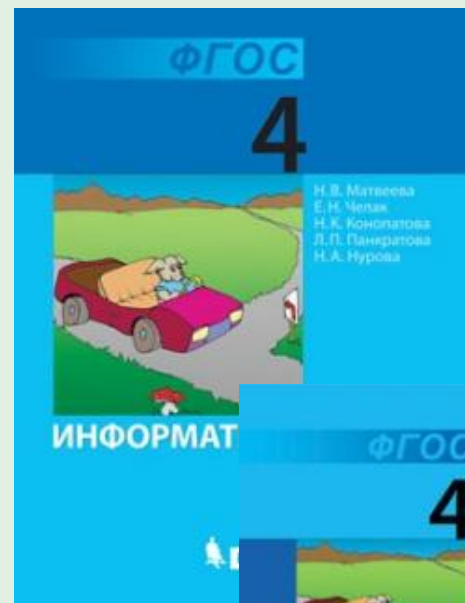 ФГОС
4
Н. В. Матвеева
Е. Н. Челак
Н. К. Конопатова
Л. П. Панкратова
Н. А. Нурова
ИНФОРМАТ
ФГОС
4